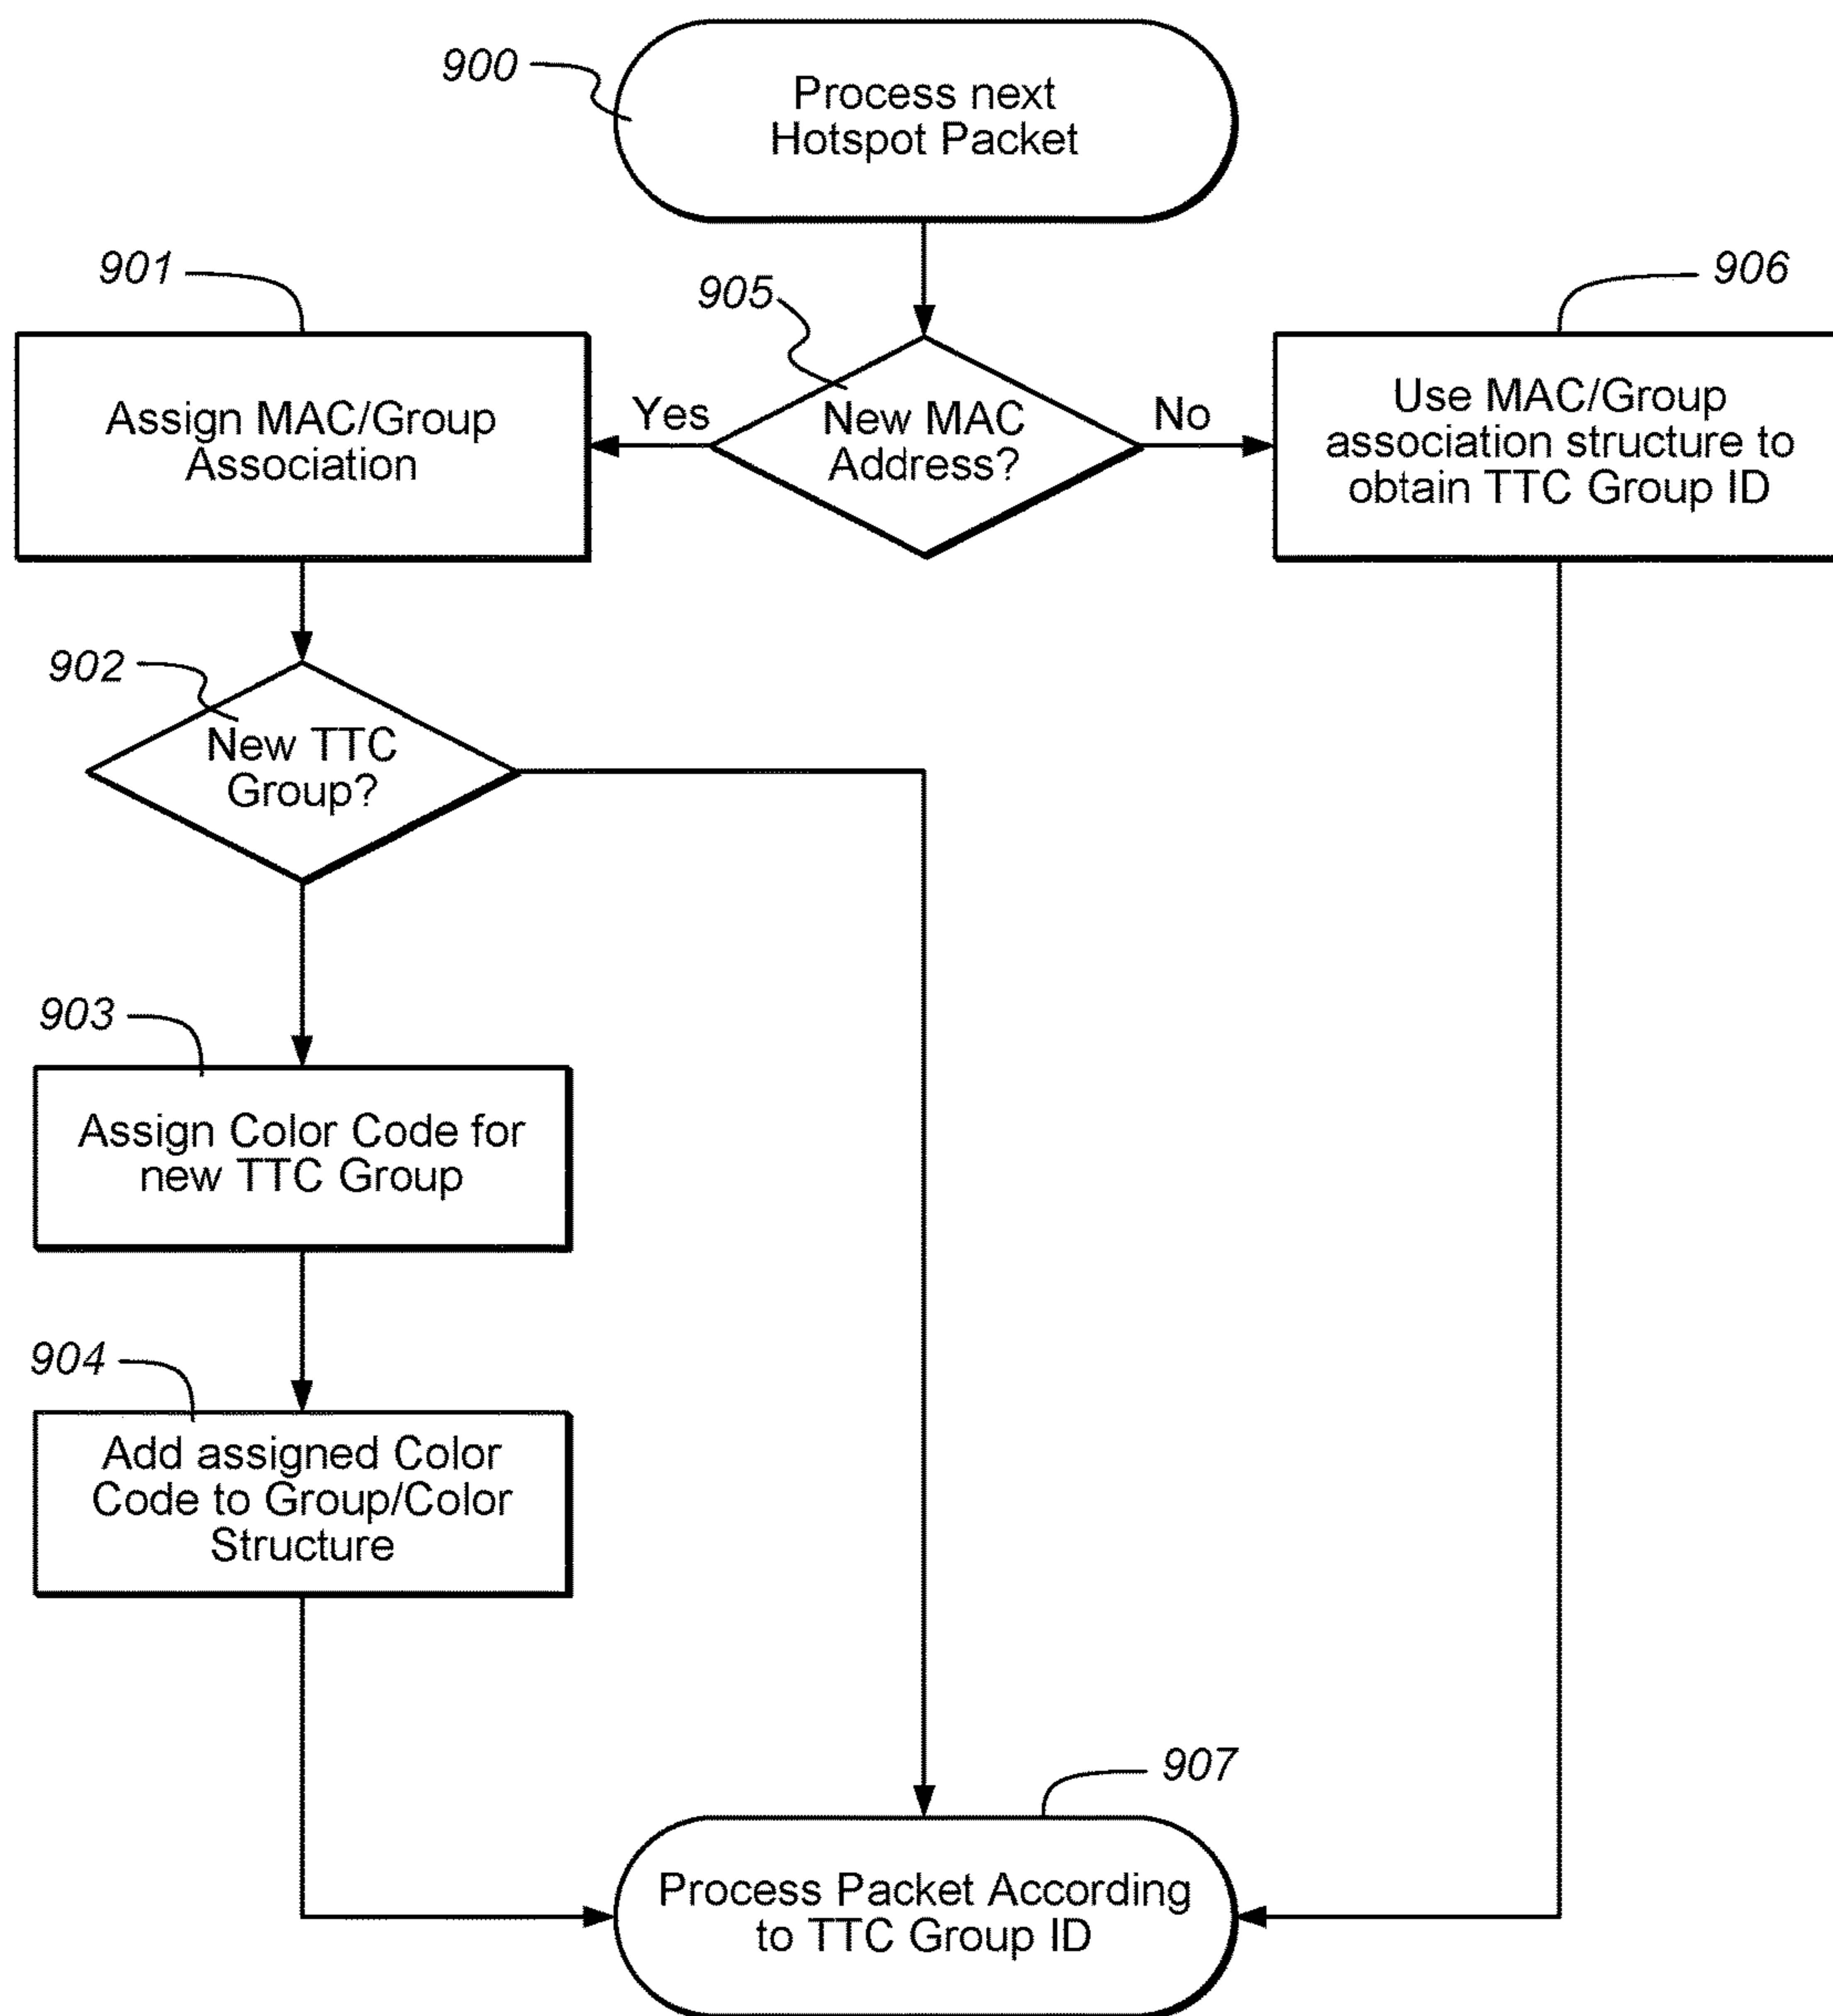 900
Process next
Hotspot Packet
901
905
906
Assign MAC/Group
Association
Yes
New MAC
Address?
No
Use MAC/Group
association structure to
obtain TTC Group ID
902
New TTC
Group?
903
Assign Color Code for
new TTC Group
904
Add assigned Color
Code to Group/Color
Structure
907
Process Packet According
to TTC Group ID